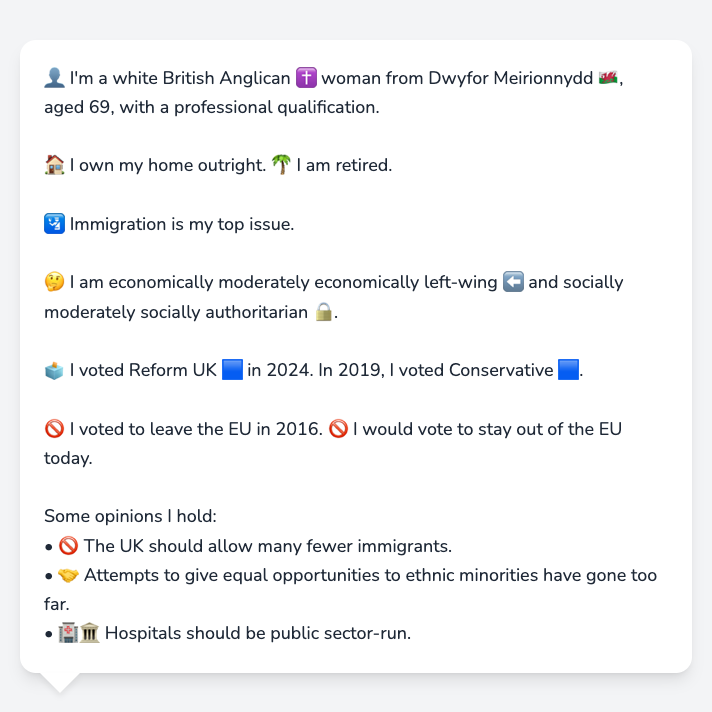 👤 I'm a white British Anglican ✝️ woman from Dwyfor Meirionnydd 🏴󠁧󠁢󠁷󠁬󠁳󠁿,
aged 69, with a professional qualification.
🏠 I own my home outright. 🌴 I am retired.
🛂 Immigration is my top issue.
🤔 I am economically moderately economically left-wing ⬅️ and socially
moderately socially authoritarian 🔒.
🗳️ I voted Reform UK 🟦 in 2024. In 2019, I voted Conservative 🟦.
🚫 I voted to leave the EU in 2016. 🚫 I would vote to stay out of the EU
today.
Some opinions I hold:
• 🚫 The UK should allow many fewer immigrants.
• 🤝 Attempts to give equal opportunities to ethnic minorities have gone too
far.
• 🏥🏛️ Hospitals should be public sector-run.